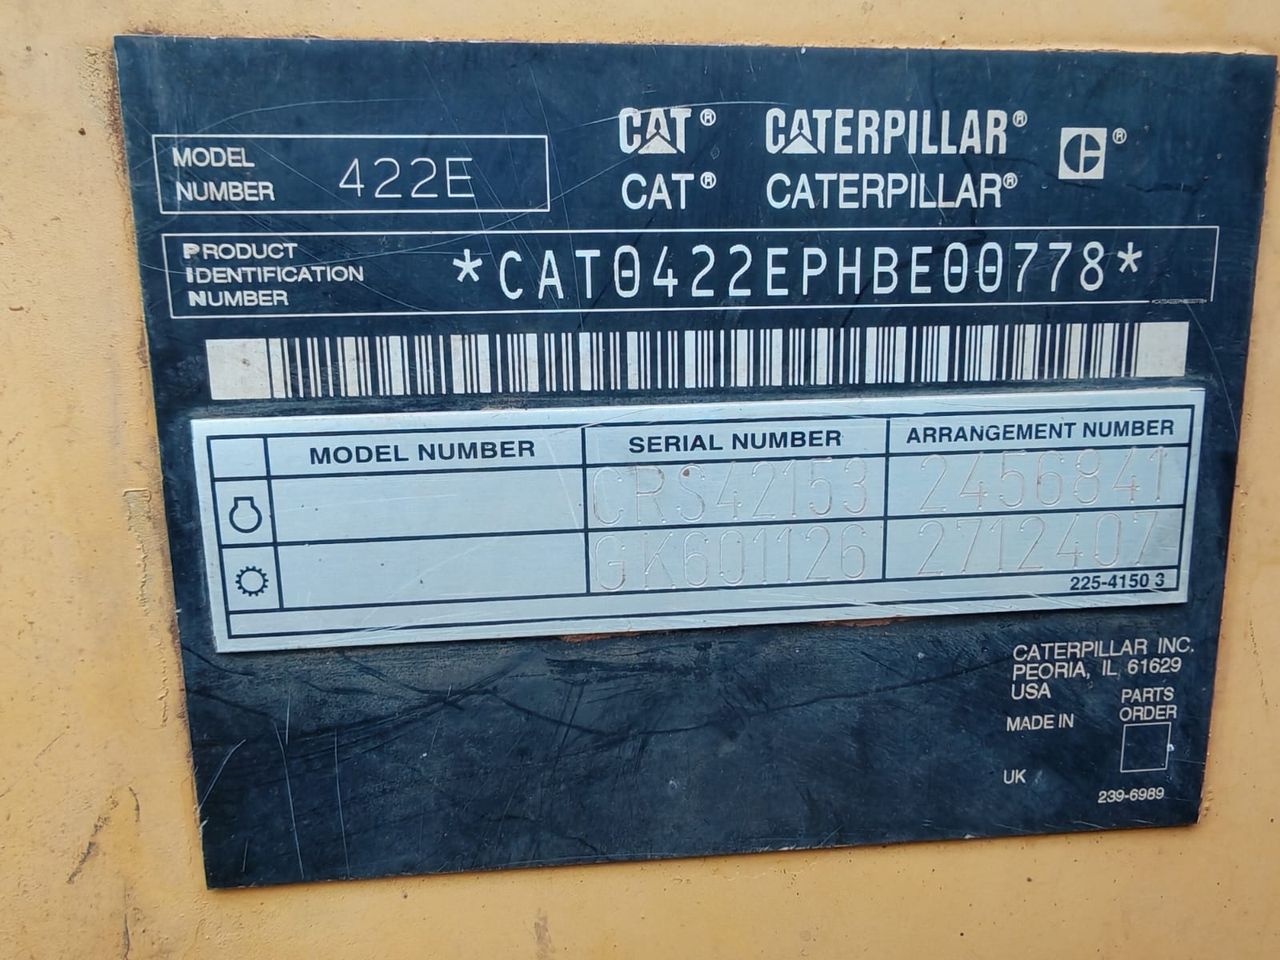 CAT® CATERPILLAR® C®
CAT® CATERPILLAR®
MODEL
NUMBER 422E
PRODUCT
IDENTIFICATION
NUMBER *CAT0422EPHBE00778*
MODEL NUMBER SERIAL NUMBER ARRANGEMENT NUMBER
CRS42153 2456841
GK601126 2712407
225-4150 3
CATERPILLAR INC.
PEORIA, IL 61629
USA
MADE IN
UK
PARTS
ORDER
239-6989